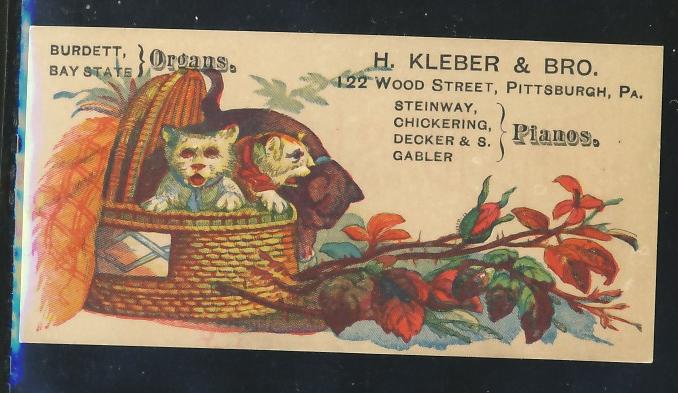 BURDETT,
BAY STATE } Organs.
H. KLEBER & BRO.
122 WOOD STREET, PITTSBURGH, PA.
STEINWAY,
CHICKERING,
DECKER & S.
GABLER } Pianos.